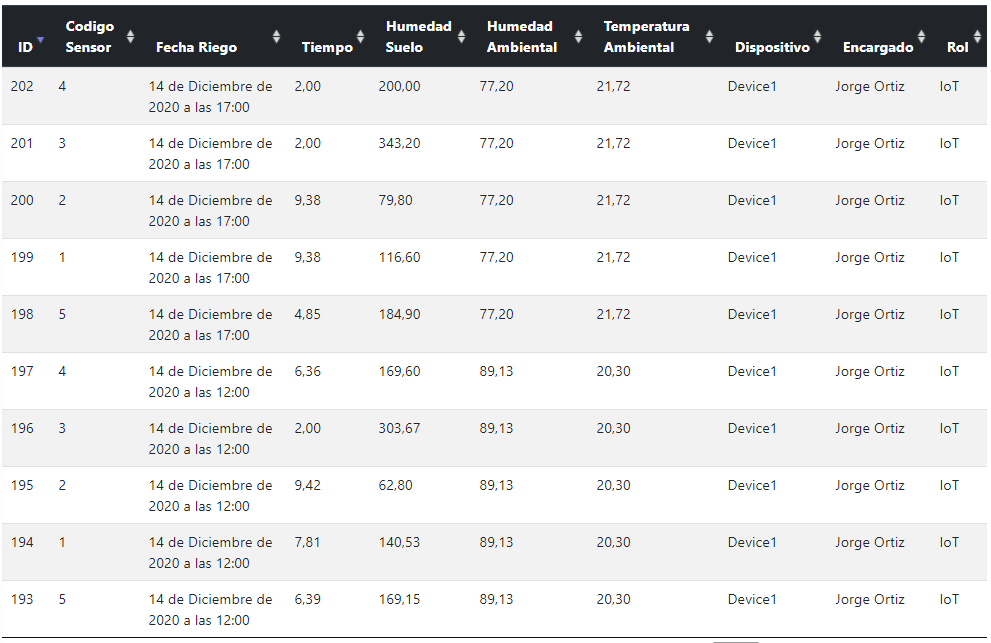 ID Codigo Sensor Fecha Riego Tiempo Humedad Suelo Humedad Ambiental Temperatura Ambiental Dispositivo Encargado Rol
202 4 14 de Diciembre de 2020 a las 17:00 2,00 200,00 77,20 21,72 Device1 Jorge Ortiz IoT
201 3 14 de Diciembre de 2020 a las 17:00 2,00 343,20 77,20 21,72 Device1 Jorge Ortiz IoT
200 2 14 de Diciembre de 2020 a las 17:00 9,38 79,80 77,20 21,72 Device1 Jorge Ortiz IoT
199 1 14 de Diciembre de 2020 a las 17:00 9,38 116,60 77,20 21,72 Device1 Jorge Ortiz IoT
198 5 14 de Diciembre de 2020 a las 17:00 4,85 184,90 77,20 21,72 Device1 Jorge Ortiz IoT
197 4 14 de Diciembre de 2020 a las 12:00 6,36 169,60 89,13 20,30 Device1 Jorge Ortiz IoT
196 3 14 de Diciembre de 2020 a las 12:00 2,00 303,67 89,13 20,30 Device1 Jorge Ortiz IoT
195 2 14 de Diciembre de 2020 a las 12:00 9,42 62,80 89,13 20,30 Device1 Jorge Ortiz IoT
194 1 14 de Diciembre de 2020 a las 12:00 7,81 140,53 89,13 20,30 Device1 Jorge Ortiz IoT
193 5 14 de Diciembre de 2020 a las 12:00 6,39 169,15 89,13 20,30 Device1 Jorge Ortiz IoT